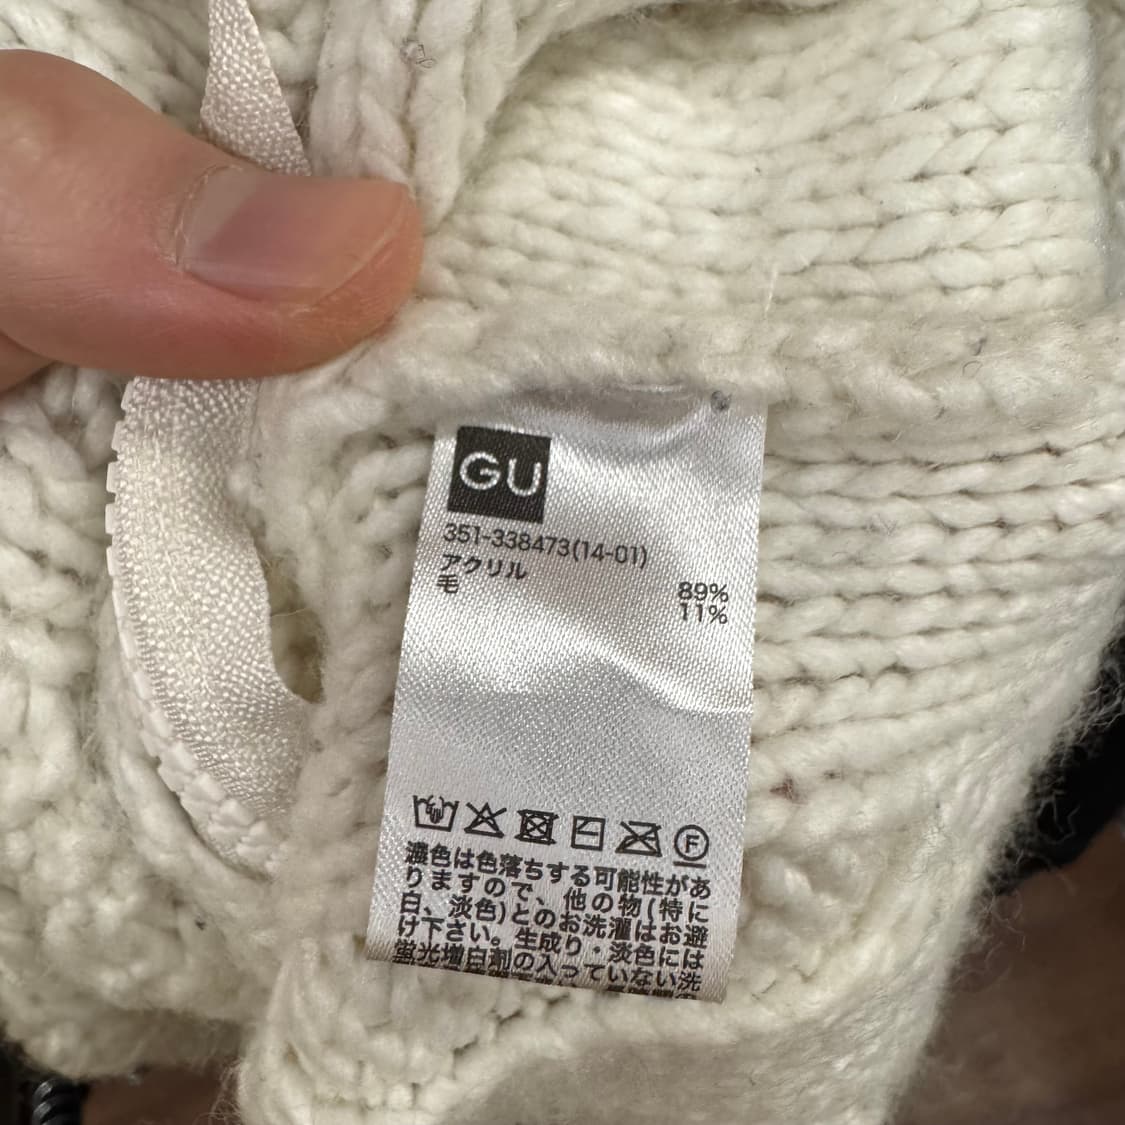 GU
351-338473(14-01)
アクリル 89%
毛 11%
F
濃色は色落ちする可能性があ
りますので、他の物(特に
白、淡色)とのお洗濯はお避
け下さい。生成り・淡色には
蛍光増白剤の入っていない洗